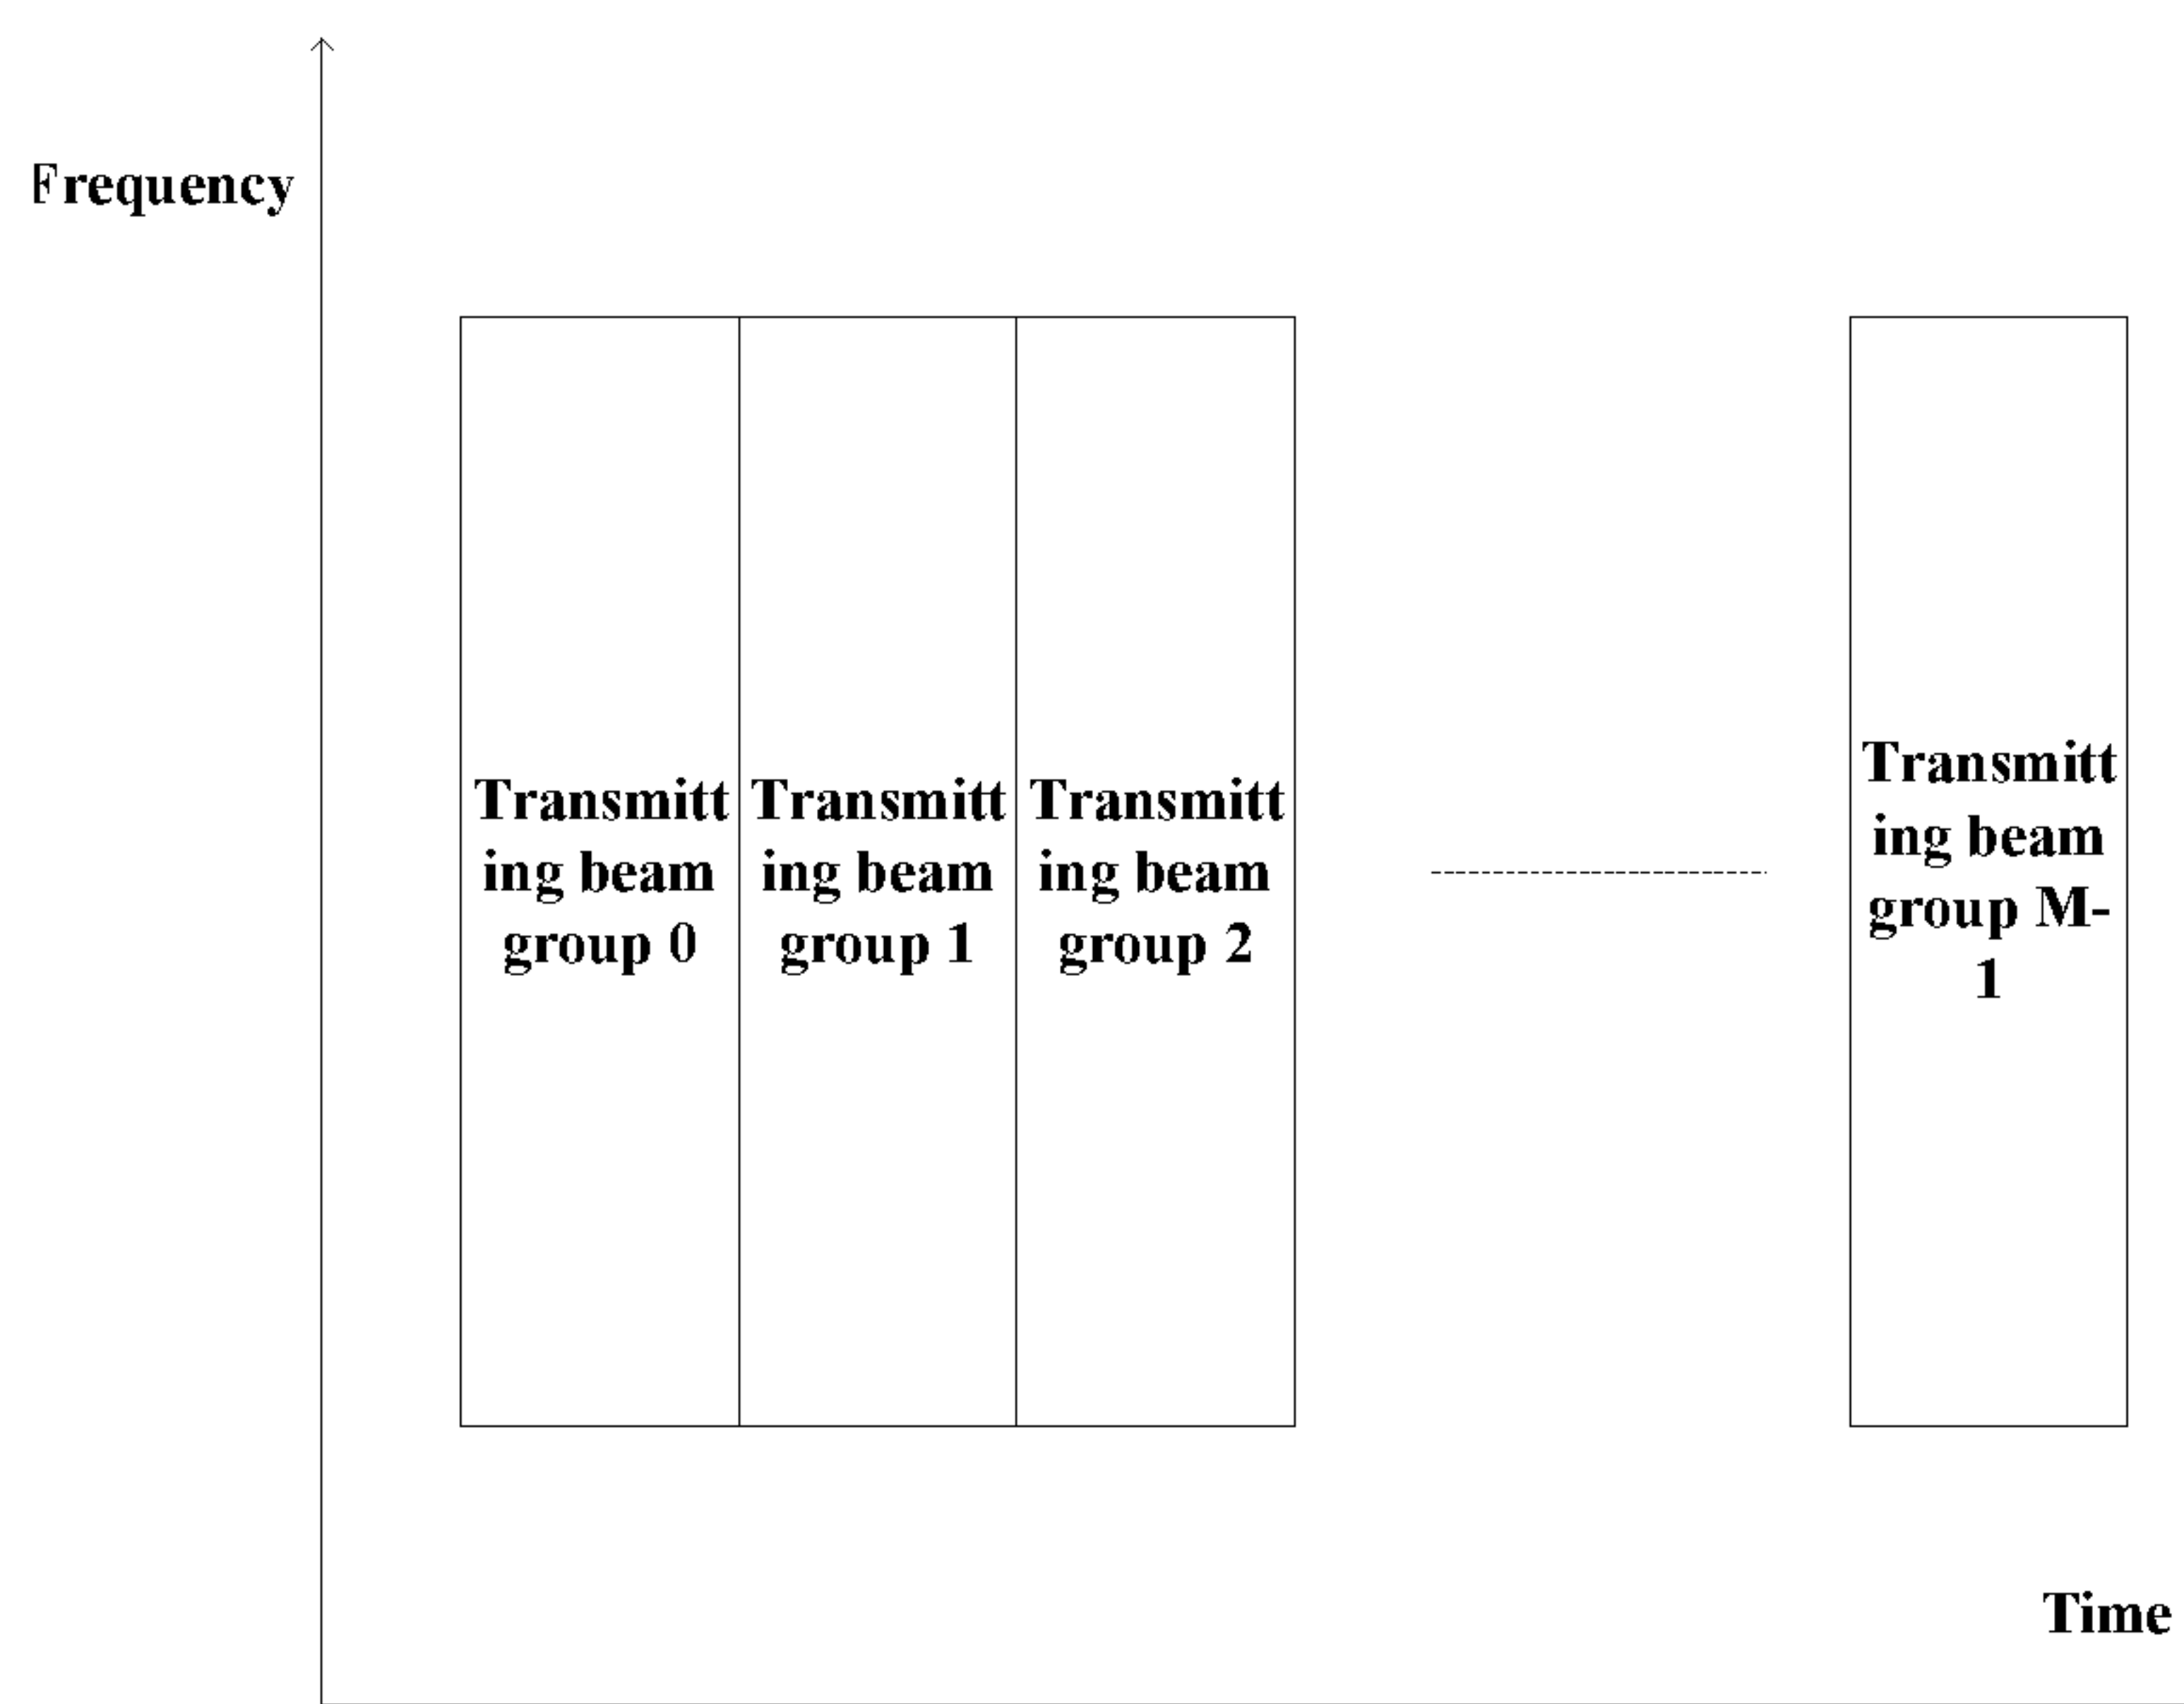 Frequency
Transmitt
ing beam
group 0
Transmitt
ing beam
group 1
Transmitt
ing beam
group 2
Transmitt
ing beam
group M-
1
Time